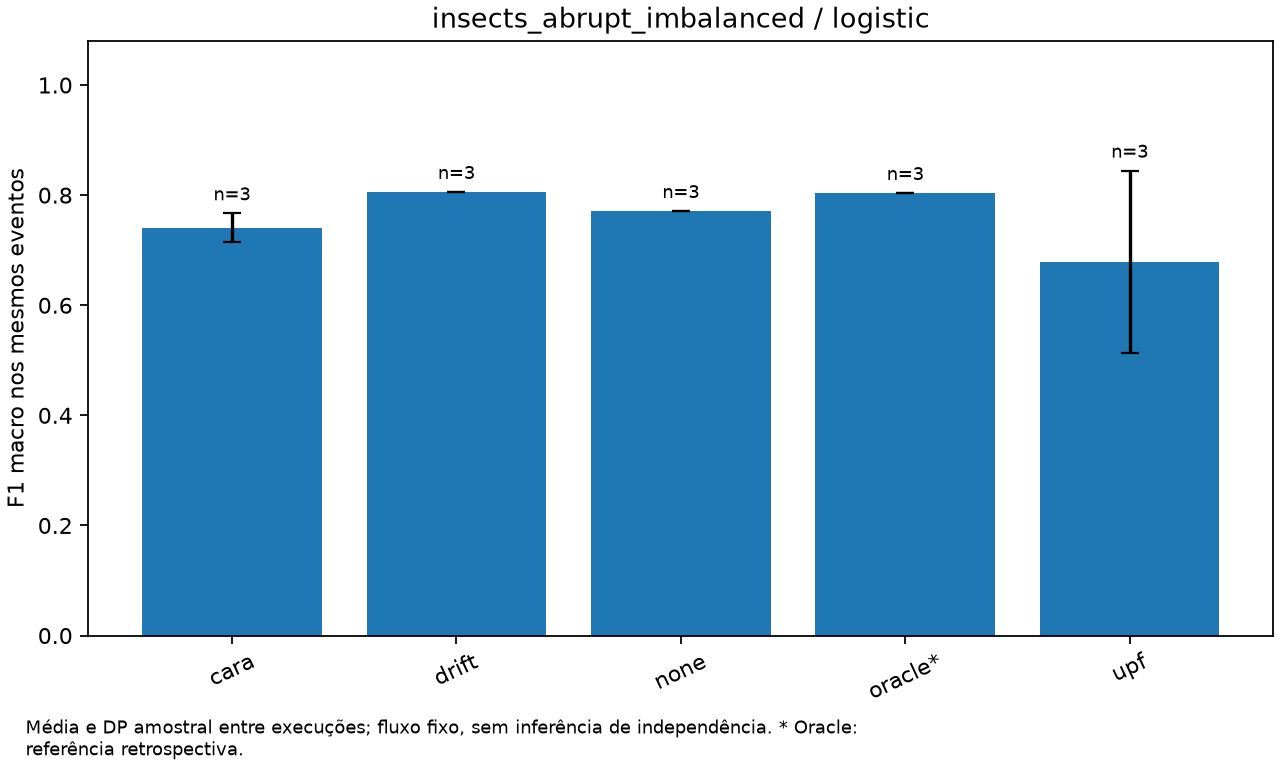 insects_abrupt_imbalanced / logistic
F1 macro nos mesmos eventos
1.0
0.8
0.6
0.4
0.2
0.0
n=3
n=3
n=3
n=3
n=3
cara
drift
none
oracle*
upf
Média e DP amostral entre execuções; fluxo fixo, sem inferência de independência. * Oracle:
referência retrospectiva.